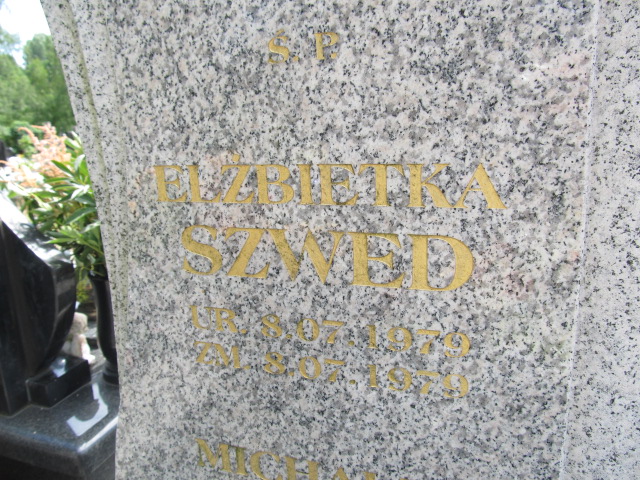 Ś. P.
ELŻBIETKA
SZWED
UR. 8.07.1979
ZM. 8.07.1979